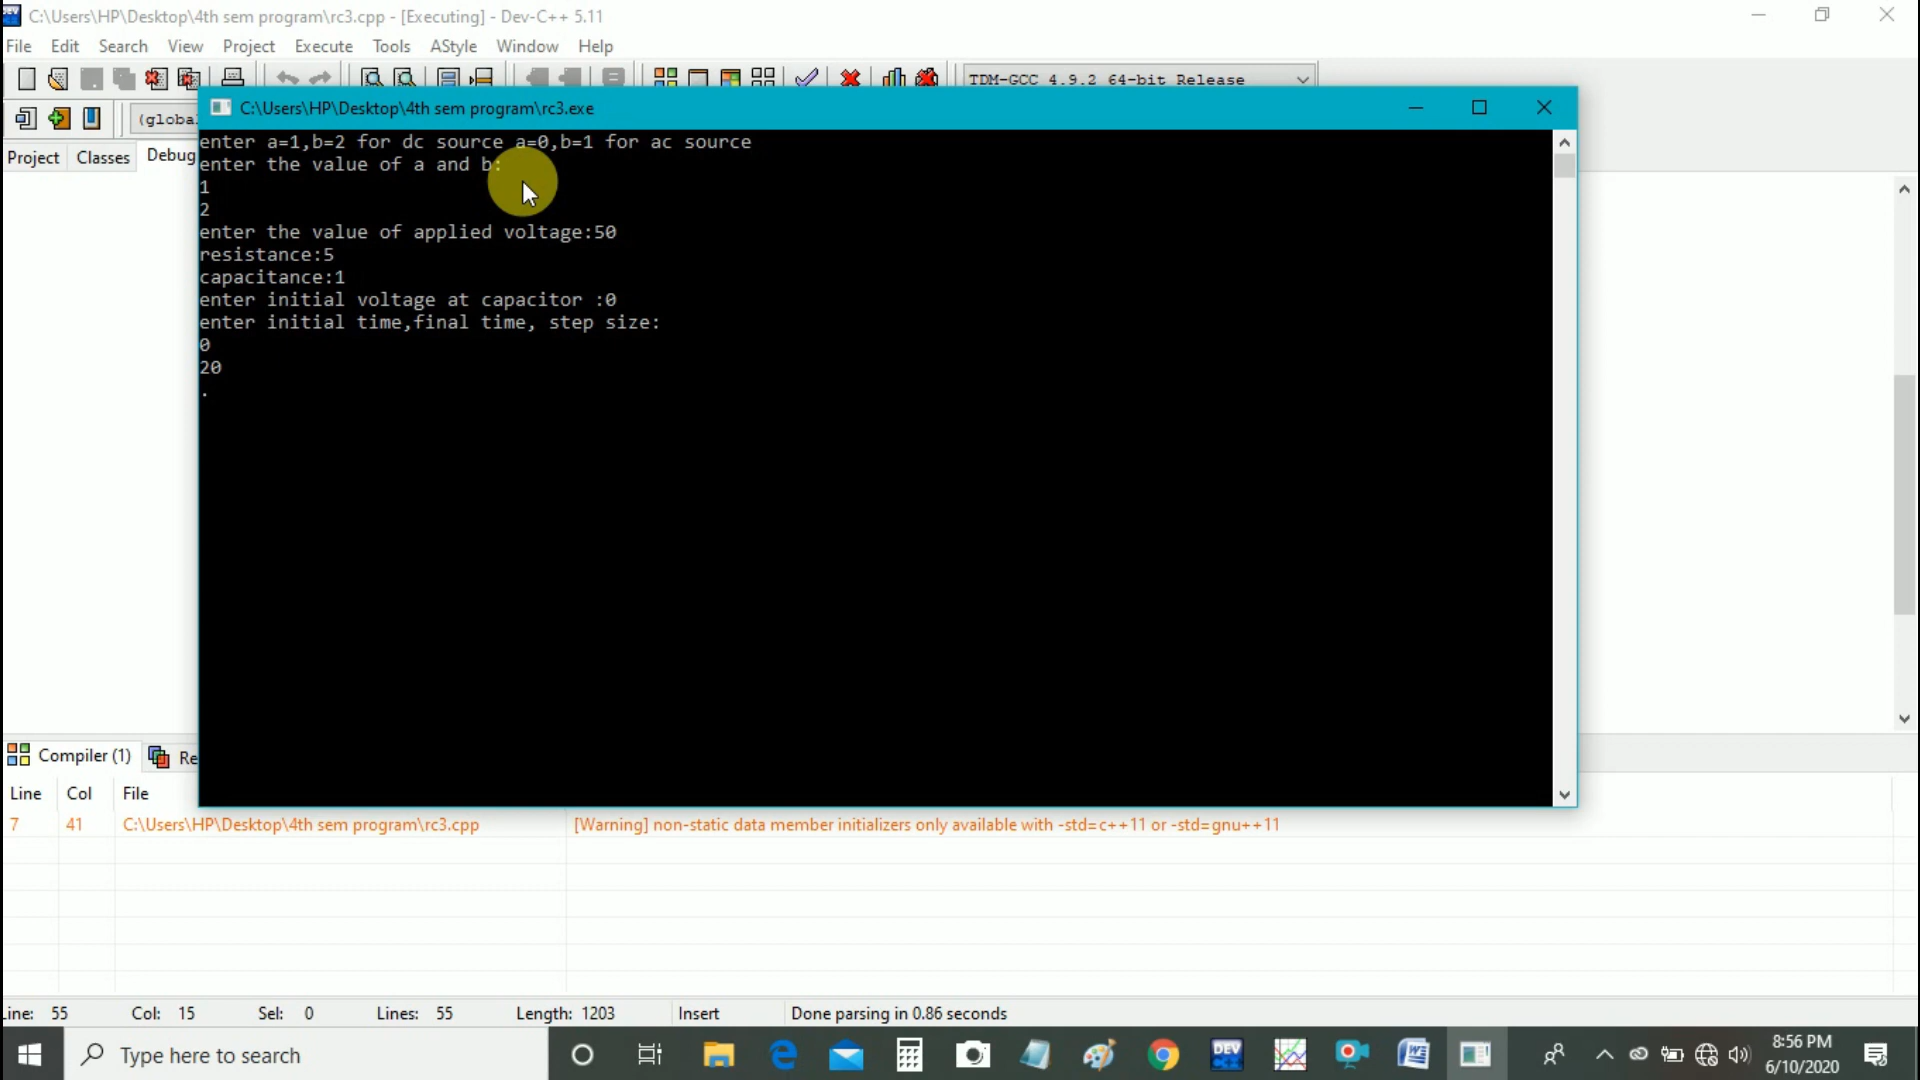 C:\Users\HP\Desktop\4th sem program\rc3.cpp - [Executing] - Dev-C++ 5.11
File Edit Search View Project Execute Tools AStyle Window Help
TDM-GCC 4.9.2 64-bit Release
C:\Users\HP\Desktop\4th sem program\rc3.exe
(globa
Project Classes Debug
enter a=1,b=2 for dc source a=0,b=1 for ac source
enter the value of a and b:
1
2
enter the value of applied voltage:50
resistance:5
capacitance:1
enter initial voltage at capacitor :0
enter initial time,final time, step size:
0
20
.
Compiler (1) Re
Line Col File
7 41 C:\Users\HP\Desktop\4th sem program\rc3.cpp [Warning] non-static data member initializers only available with -std=c++11 or -std=gnu++11
Line: 55 Col: 15 Sel: 0 Lines: 55 Length: 1203 Insert Done parsing in 0.86 seconds
Type here to search
DEV C++
8:56 PM
6/10/2020